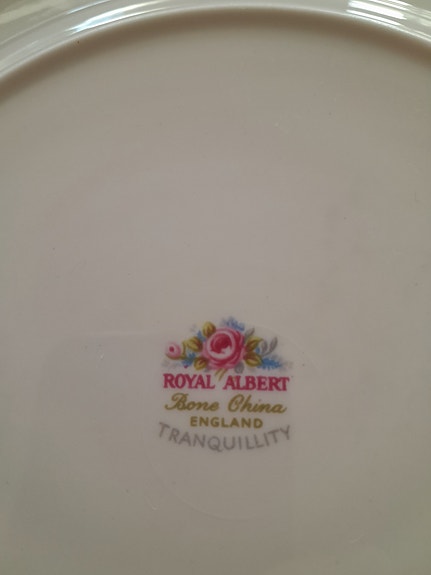 ROYAL ALBERT
Bone China
ENGLAND
TRANQUILLITY